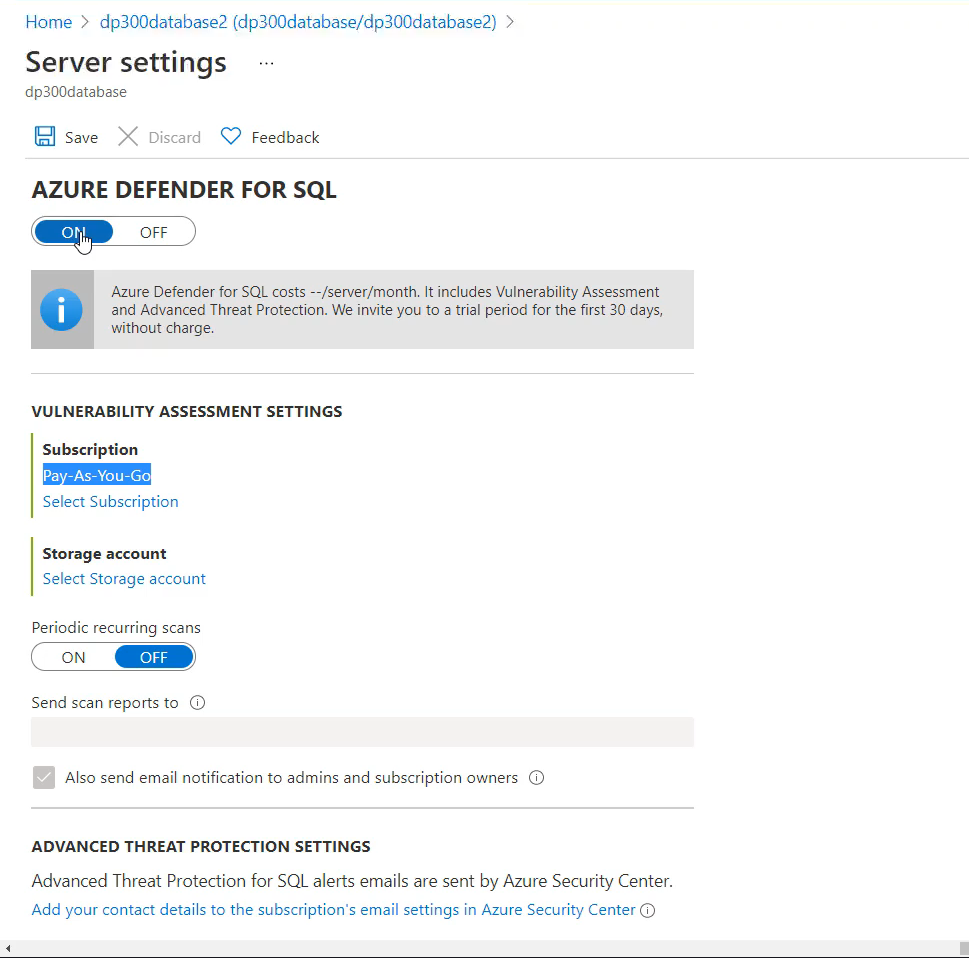 Home > dp300database2 (dp300database/dp300database2) >
Server settings ...
dp300database
Save Discard Feedback
AZURE DEFENDER FOR SQL
ON OFF
Azure Defender for SQL costs --/server/month. It includes Vulnerability Assessment
and Advanced Threat Protection. We invite you to a trial period for the first 30 days,
without charge.
VULNERABILITY ASSESSMENT SETTINGS
Subscription
Pay-As-You-Go
Select Subscription
Storage account
Select Storage account
Periodic recurring scans
ON OFF
Send scan reports to
Also send email notification to admins and subscription owners
ADVANCED THREAT PROTECTION SETTINGS
Advanced Threat Protection for SQL alerts emails are sent by Azure Security Center.
Add your contact details to the subscription's email settings in Azure Security Center